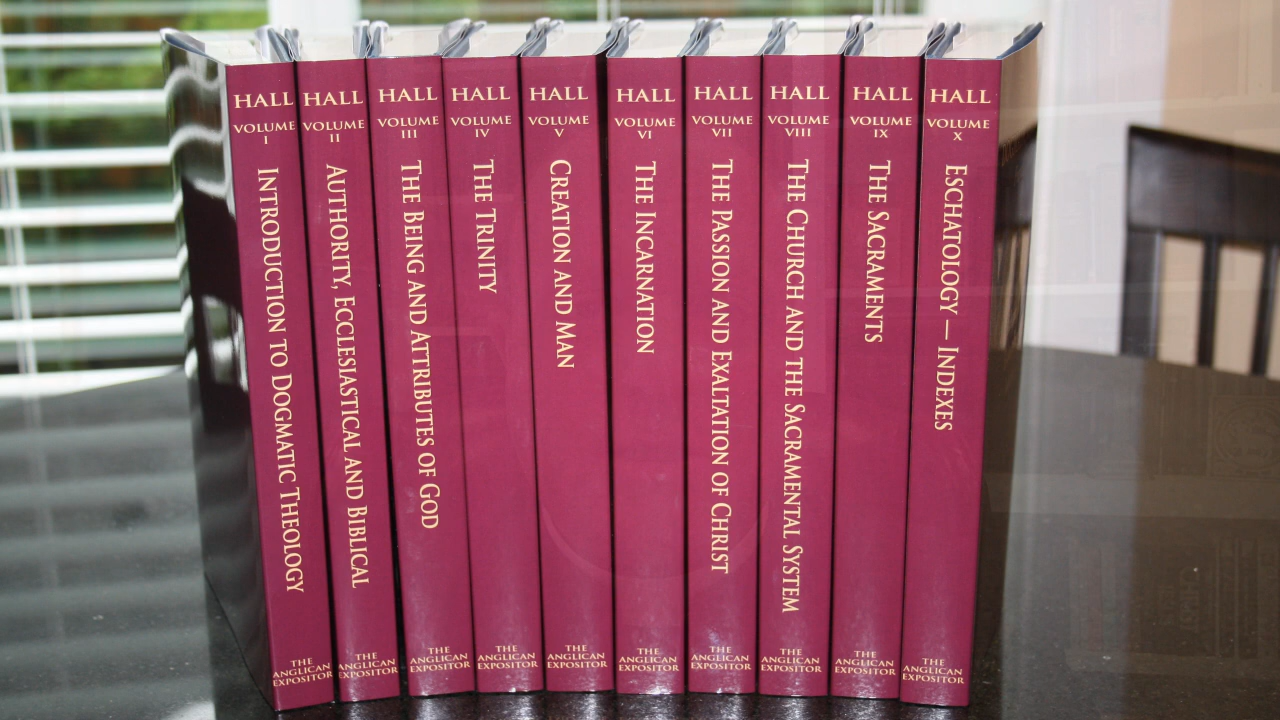 HALL
VOLUME
I
INTRODUCTION TO DOGMATIC THEOLOGY
THE
ANGLICAN
EXPOSITOR
HALL
VOLUME
II
AUTHORITY, ECCLESIASTICAL AND BIBLICAL
THE
ANGLICAN
EXPOSITOR
HALL
VOLUME
III
THE BEING AND ATTRIBUTES OF GOD
THE
ANGLICAN
EXPOSITOR
HALL
VOLUME
IV
THE TRINITY
THE
ANGLICAN
EXPOSITOR
HALL
VOLUME
V
CREATION AND MAN
THE
ANGLICAN
EXPOSITOR
HALL
VOLUME
VI
THE INCARNATION
THE
ANGLICAN
EXPOSITOR
HALL
VOLUME
VII
THE PASSION AND EXALTATION OF CHRIST
THE
ANGLICAN
EXPOSITOR
HALL
VOLUME
VIII
THE CHURCH AND THE SACRAMENTAL SYSTEM
THE
ANGLICAN
EXPOSITOR
HALL
VOLUME
IX
THE SACRAMENTS
THE
ANGLICAN
EXPOSITOR
HALL
VOLUME
X
ESCHATOLOGY — INDEXES
THE
ANGLICAN
EXPOSITOR